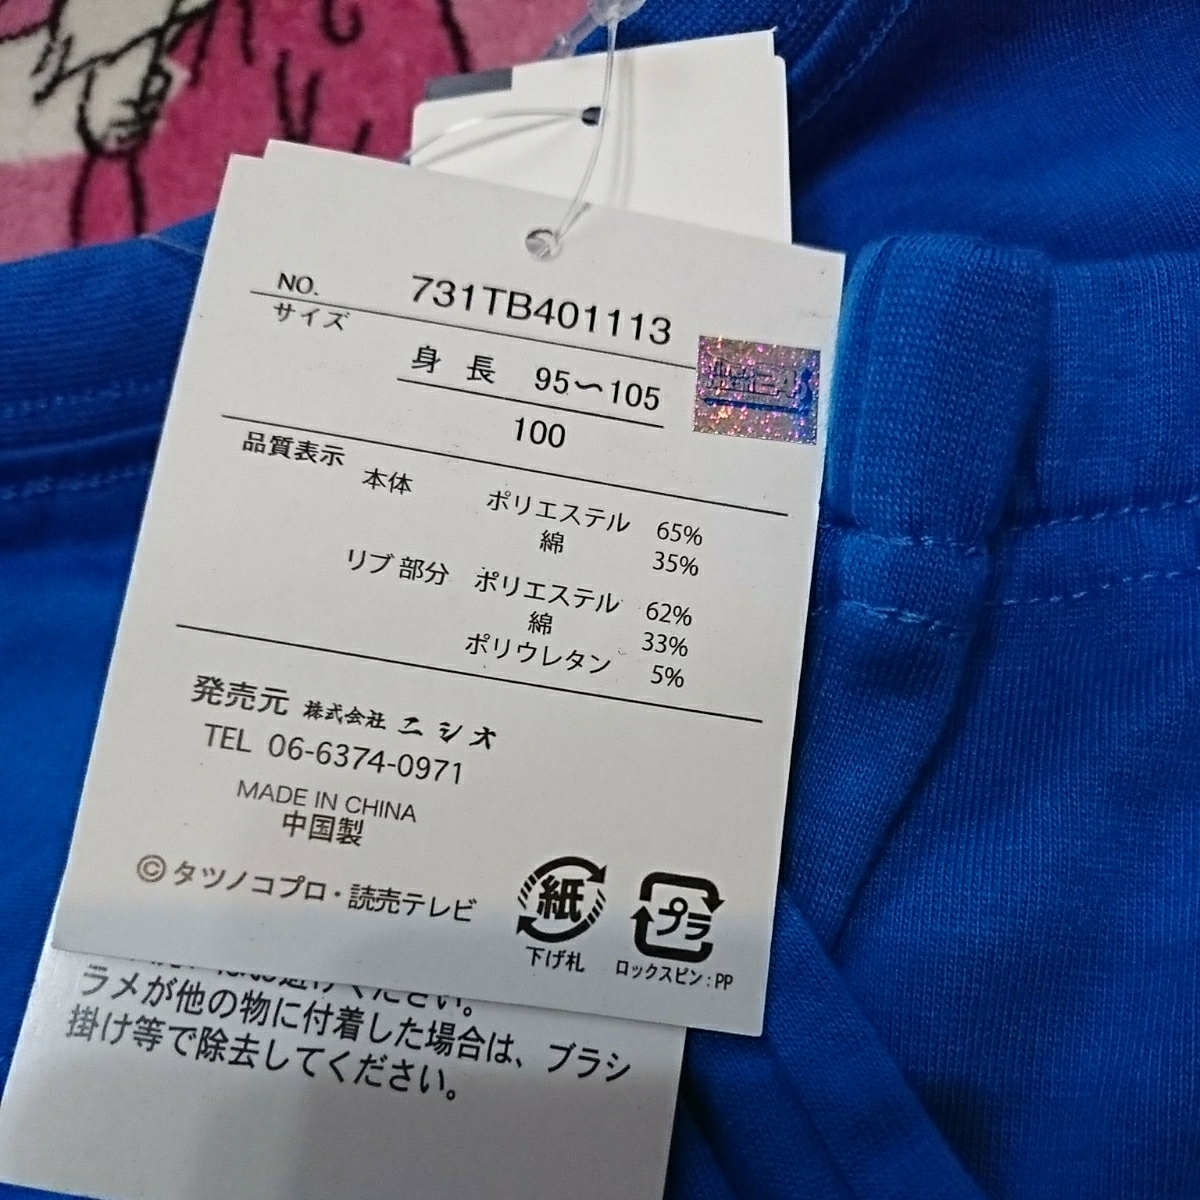 NO. 731TB401113
サイズ
身長 95〜105
100
品質表示
本体 ポリエステル 65%
綿 35%
リブ部分 ポリエステル 62%
綿 33%
ポリウレタン 5%
発売元 株式会社 ニシオ
TEL 06-6374-0971
MADE IN CHINA
中国製
©タツノコプロ・読売テレビ
紙
下げ札
プラ
ロックスピン:PP
ください。
ラメが他の物に付着した場合は、ブラシ
掛け等で除去してください。